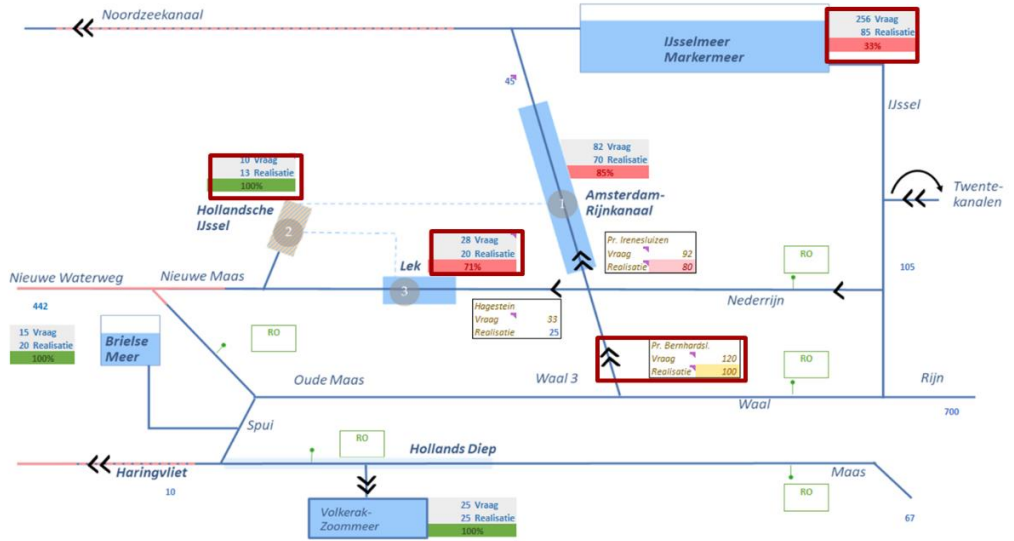 Noordzeekanaal
IJsselmeer
Markermeer
256 Vraag
85 Realisatie
33%
45
IJssel
82 Vraag
70 Realisatie
85%
10 Vraag
13 Realisatie
100%
1
Amsterdam-
Rijnkanaal
Twente-
kanalen
Hollandsche
IJssel
2
28 Vraag
20 Realisatie
71%
Pr. Irenesluizen
Vraag 92
Realisatie 80
RO
105
Lek
Nieuwe Waterweg
Nieuwe Maas
3
Nederrijn
442
Hagestein
Vraag 33
Realisatie 25
15 Vraag
20 Realisatie
100%
Brielse
Meer
RO
Pr. Bernhardsl.
Vraag 120
Realisatie 100
RO
Oude Maas
Waal 3
Rijn
Waal
700
Spui
RO
Hollands Diep
Haringvliet
Maas
10
RO
67
Volkerak-
Zoommeer
25 Vraag
25 Realisatie
100%